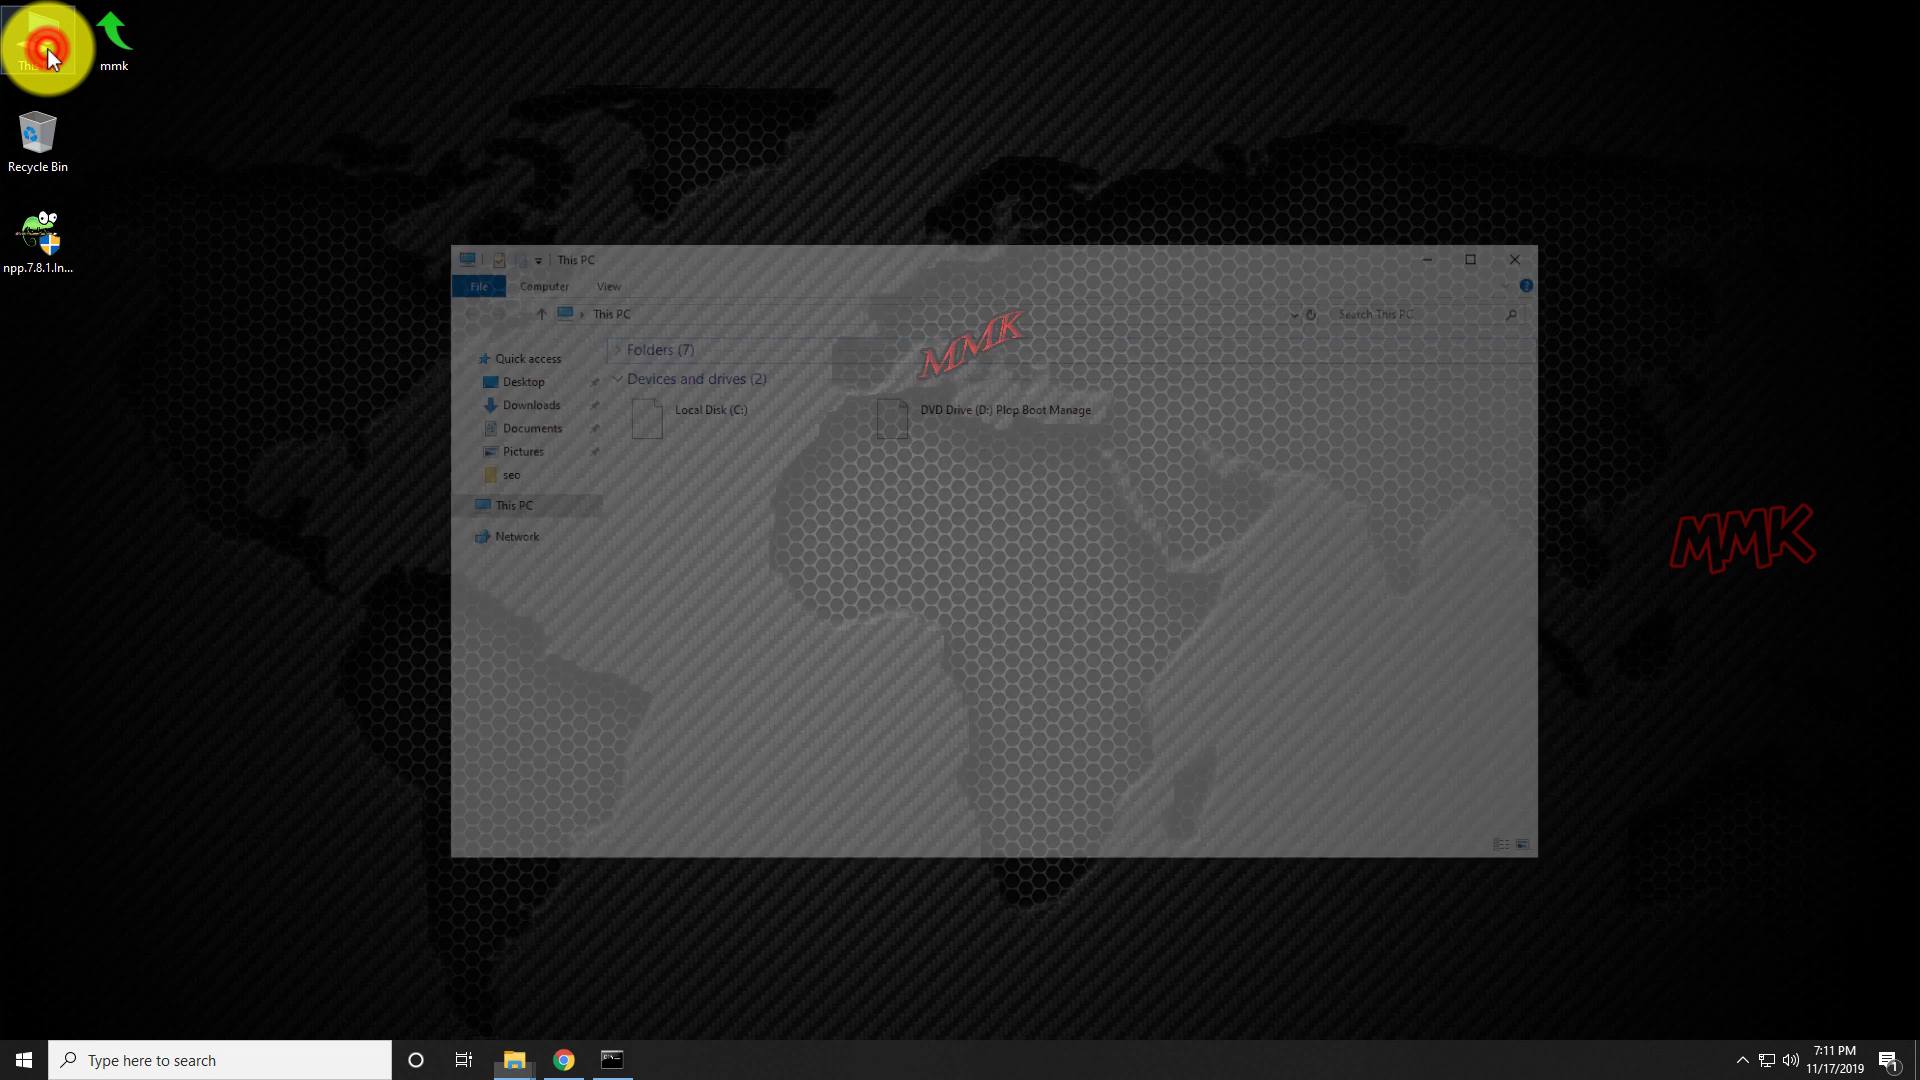 This
mmk
Recycle Bin
npp.7.8.1.In...
This PC
File
Computer
View
This PC
Search This PC
MMK
Quick access
Desktop
Downloads
Documents
Pictures
seo
This PC
Network
Folders (7)
Devices and drives (2)
Local Disk (C:)
DVD Drive (D:) Plop Boot Manage
MMK
Type here to search
7:11 PM
11/17/2019
1